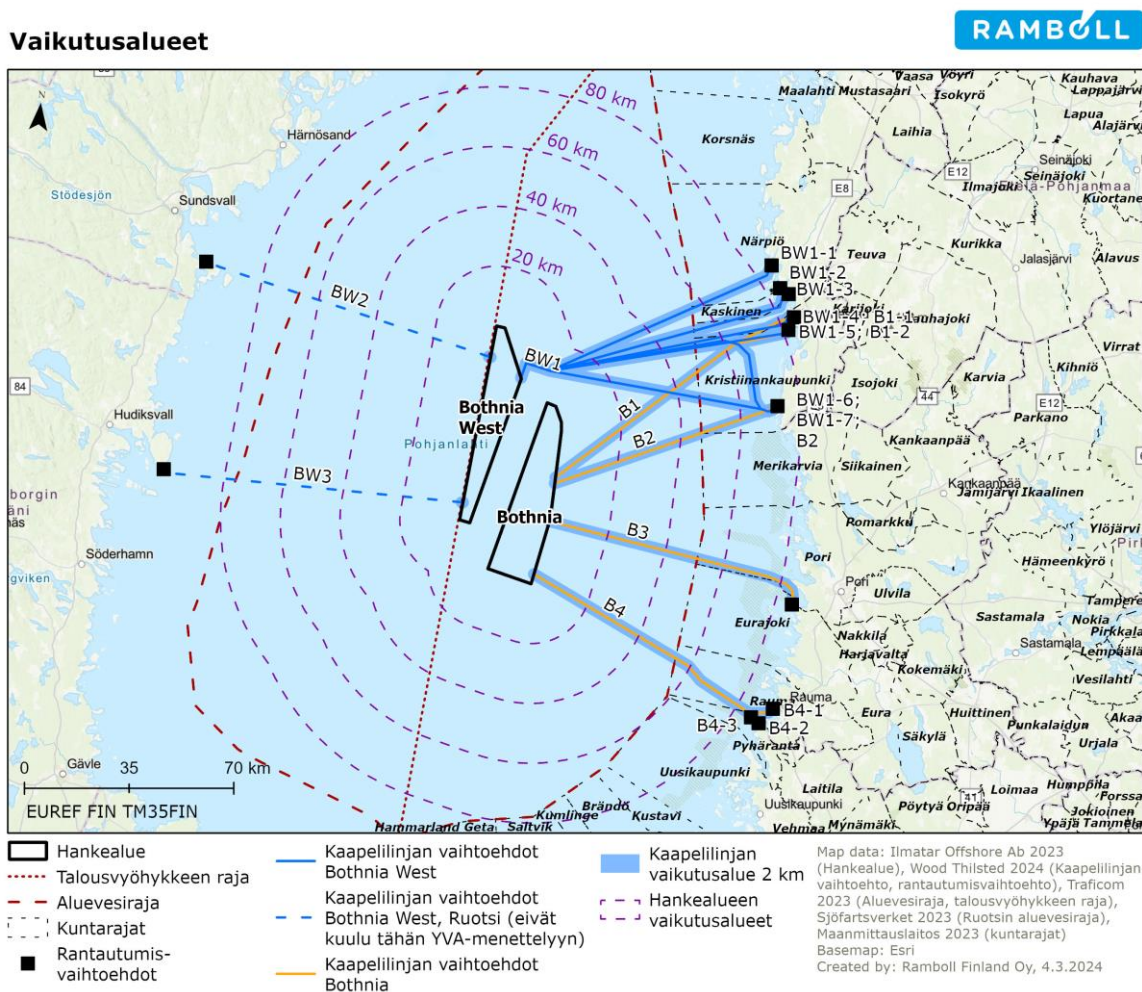 Vaikutusalueet
RAMBOLL
N
Härnösand
Stödesjön
Sundsvall
84
Hudiksvall
Söderhamn
Gävle
80 km
60 km
40 km
20 km
BW2
BW3
BW1
Bothnia
West
Pohjanlahti
Bothnia
B1
B2
B3
B4
Vaasa Vöyri
Maalahti Mustasaari
Isokyrö
Kauhava
Lappajärvi
Lapua
Alajärvi
Korsnäs
Laihia
E8
E12
Seinäjoki
Seinäjoki
Ilmajoki
Kuortane
Närpiö
Teuva
Kurikka
Jalasjärvi
Alavus
BW1-1
BW1-2
BW1-3
Kaskinen
Karijoki
BW1-4; B1-1
BW1-5; B1-2
Kristiinankaupunki
Isojoki
44
Karvia
E12
Kihniö
Virrat
Parkano
BW1-6;
BW1-7;
B2
Kankaanpää
Merikarvia
Siikainen
Kankaanpää
Jämijärvi Ikaalinen
Pomarkku
Ylöjärvi
Hämeenkyrö
Pori
Pori
Ulvila
Eurajoki
Nakkila
Harjavalta
Kokemäki
Sastamala
Sastamala
Nokia
Pirkkala
Lempäälä
Vesilahti
Rauma
B4-1
B4-3
B4-2
Eura
Huittinen
Punkalaidun
Akaa
Urjala
Pyhäranta
Säkylä
Uusikaupunki
Laitila
Uusikaupunki
Pöytyä Oripää
41
Loimaa
Humppila
Forssa
Jokioinen
Vehmaa
Mynämäki
Ypäjä Tammela
Brändö
Kumlinge
Kustavi
Hammarland Geta
Saltvik
0 35 70 km
EUREF FIN TM35FIN
Hankealue
Talousvyöhykkeen raja
Aluevesiraja
Kuntarajat
Rantautumis-
vaihtoehdot
Kaapelilinjan vaihtoehdot
Bothnia West
Kaapelilinjan vaihtoehdot
Bothnia West, Ruotsi (eivät
kuulu tähän YVA-menettelyyn)
Kaapelilinjan vaihtoehdot
Bothnia
Kaapelilinjan
vaikutusalue 2 km
Hankealueen
vaikutusalueet
Map data: Ilmatar Offshore Ab 2023
(Hankealue), Wood Thilsted 2024 (Kaapelilinjan
vaihtoehto, rantautumisvaihtoehto), Traficom
2023 (Aluevesiraja, talousvyöhykkeen raja),
Sjöfartsverket 2023 (Ruotsin aluevesiraja),
Maanmittauslaitos 2023 (kuntarajat)
Basemap: Esri
Created by: Ramboll Finland Oy, 4.3.2024